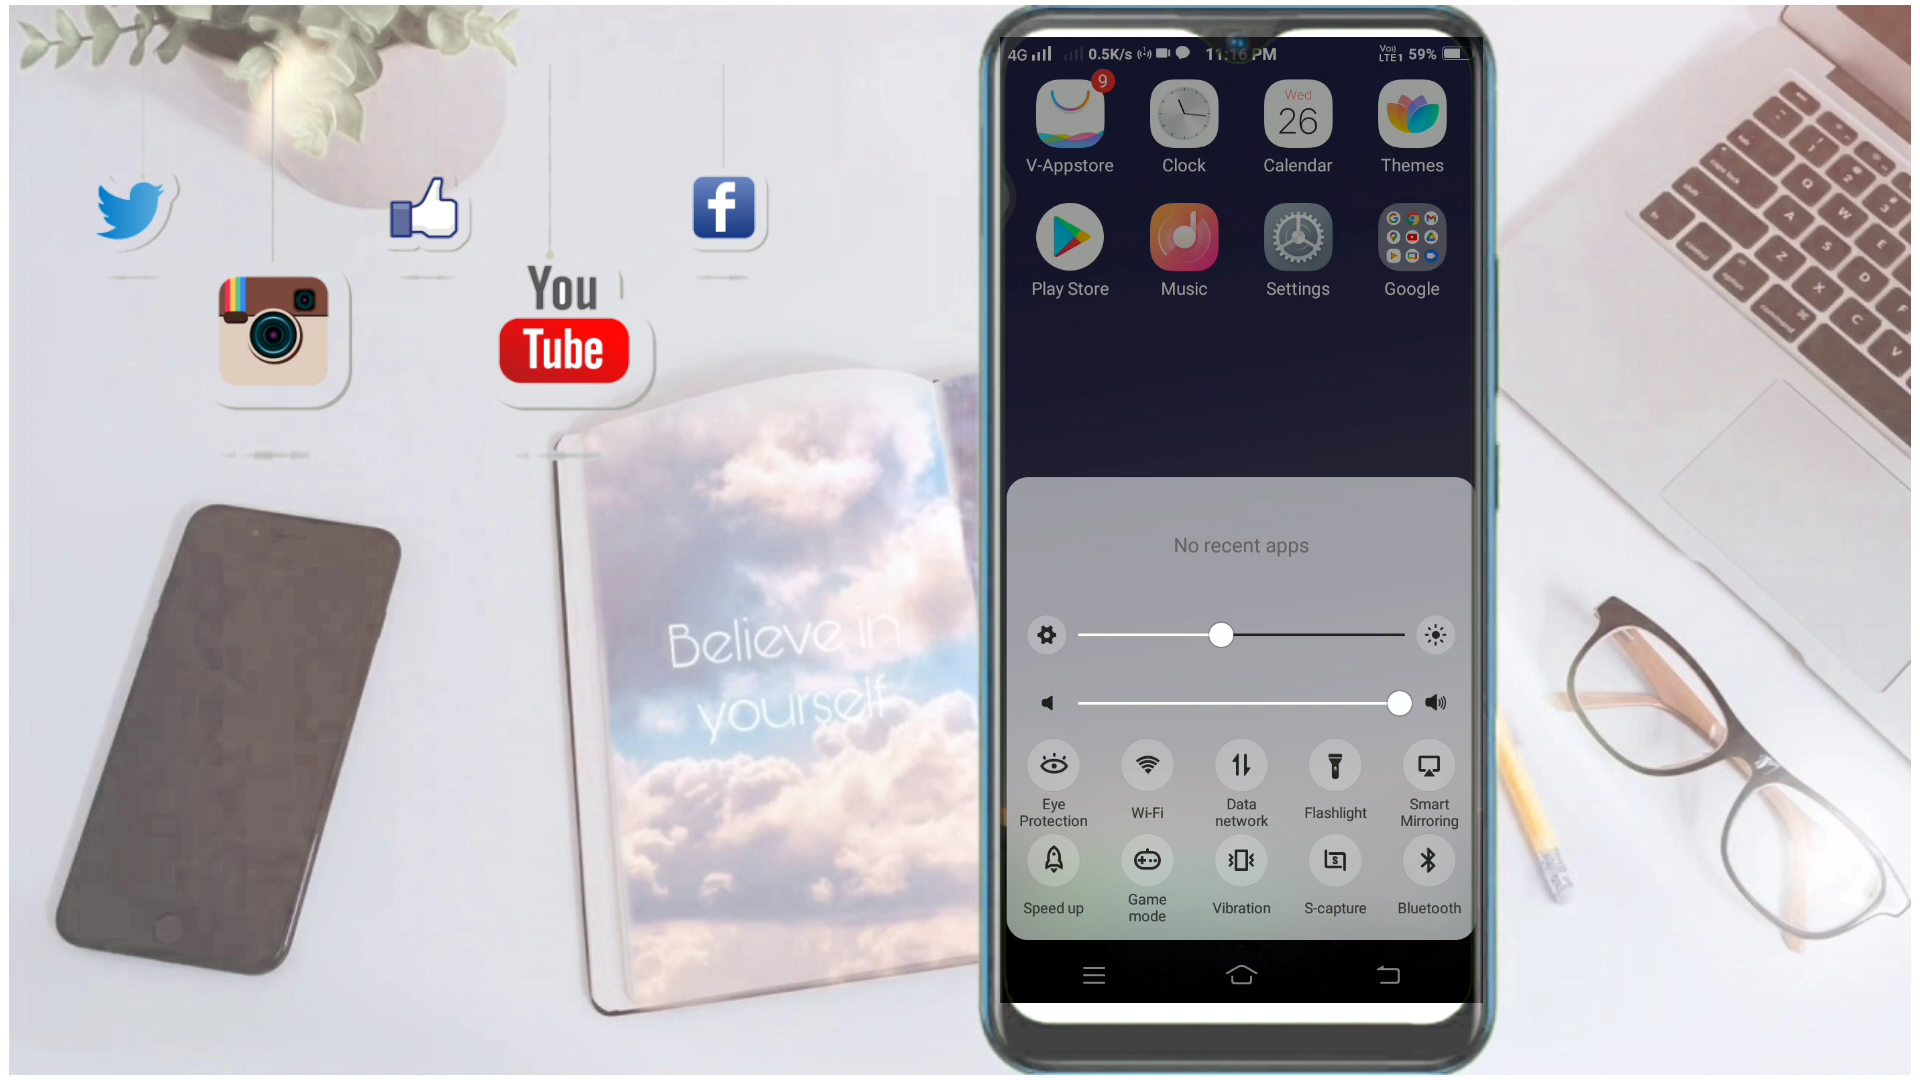 You
Tube
f
Believe in
yourself
4G 0.5K/s 11:16 PM Voi) LTE1 59%
9
Wed
26
V-Appstore Clock Calendar Themes
Play Store Music Settings Google
No recent apps
Eye
Protection
Wi-Fi
Data
network
Flashlight
Smart
Mirroring
Speed up
Game
mode
Vibration
S-capture
Bluetooth